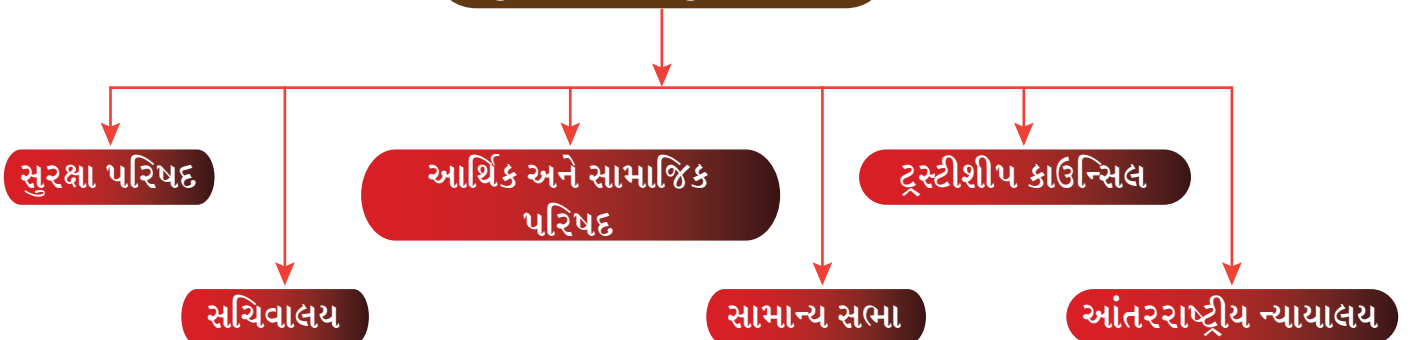 સુરક્ષા પરિષદ
આર્થિક અને સામાજિક
પરિષદ
ટ્રસ્ટીશીપ કાઉન્સિલ
સચિવાલય
સામાન્ય સભા
આંતરરાષ્ટ્રીય ન્યાયાલય